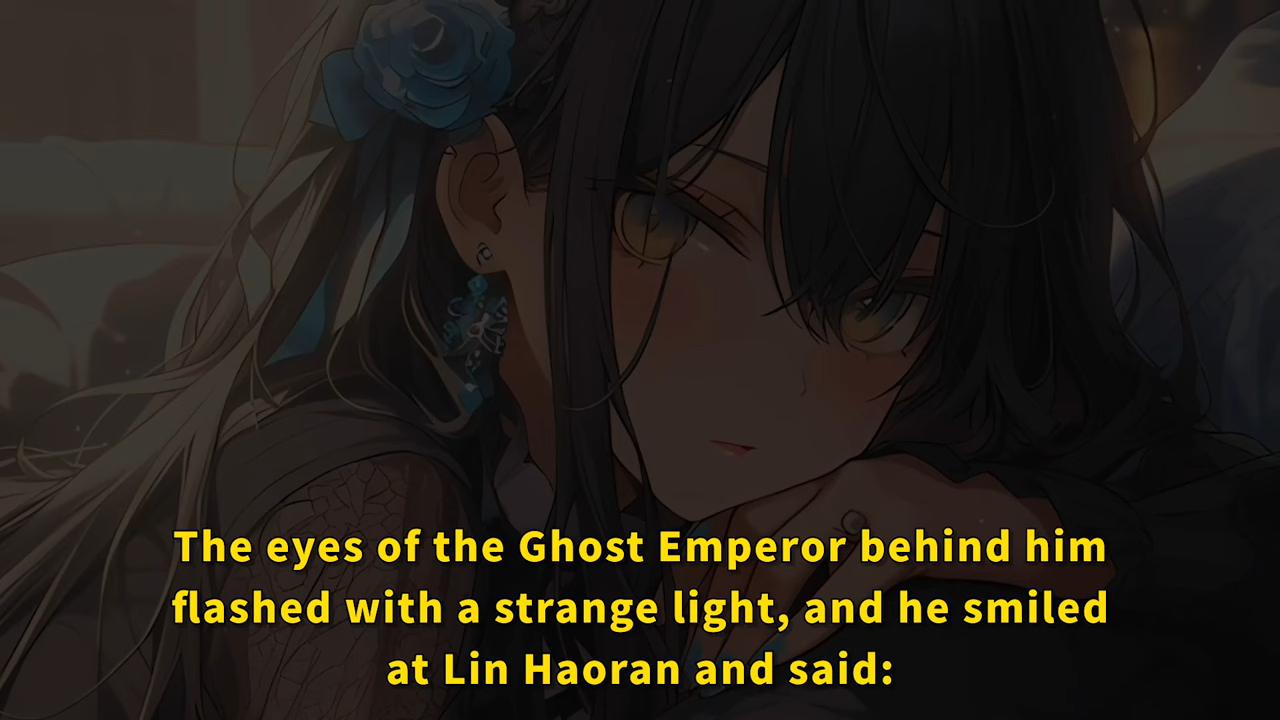 The eyes of the Ghost Emperor behind him
flashed with a strange light, and he smiled
at Lin Haoran and said: